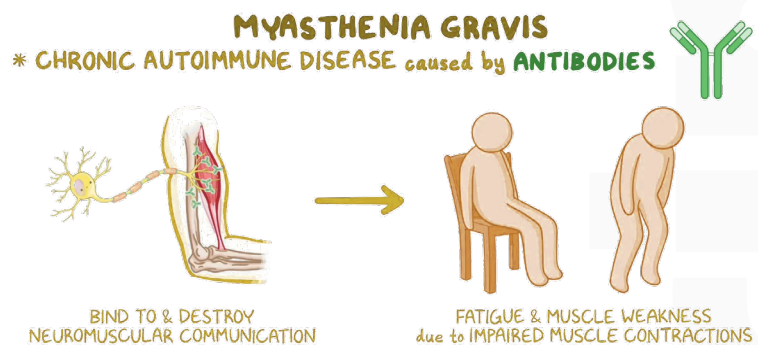 MYASTHENIA GRAVIS
* CHRONIC AUTOIMMUNE DISEASE caused by ANTIBODIES
BIND TO & DESTROY
NEUROMUSCULAR COMMUNICATION
FATIGUE & MUSCLE WEAKNESS
due to IMPAIRED MUSCLE CONTRACTIONS